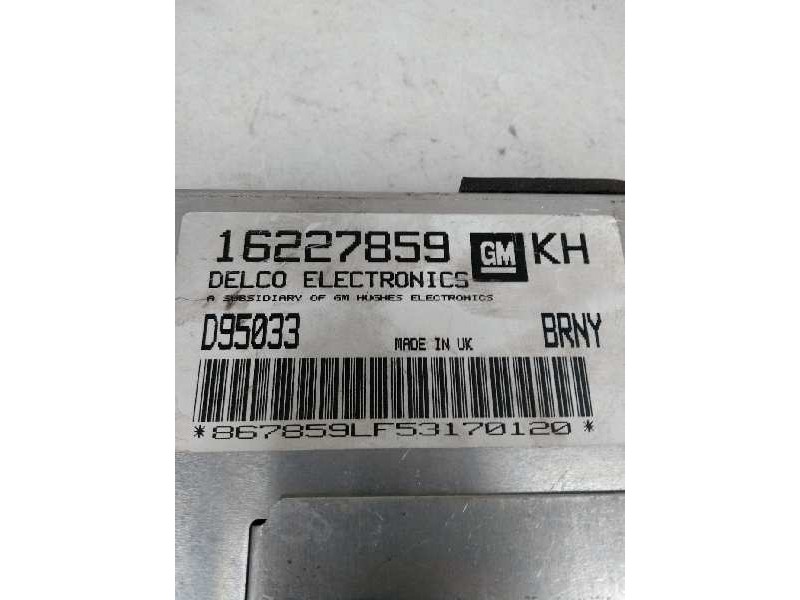 16227859 GM KH
DELCO ELECTRONICS
A SUBSIDIARY OF GM HUGHES ELECTRONICS
D95033 MADE IN UK BRNY
*867859LF53170120*